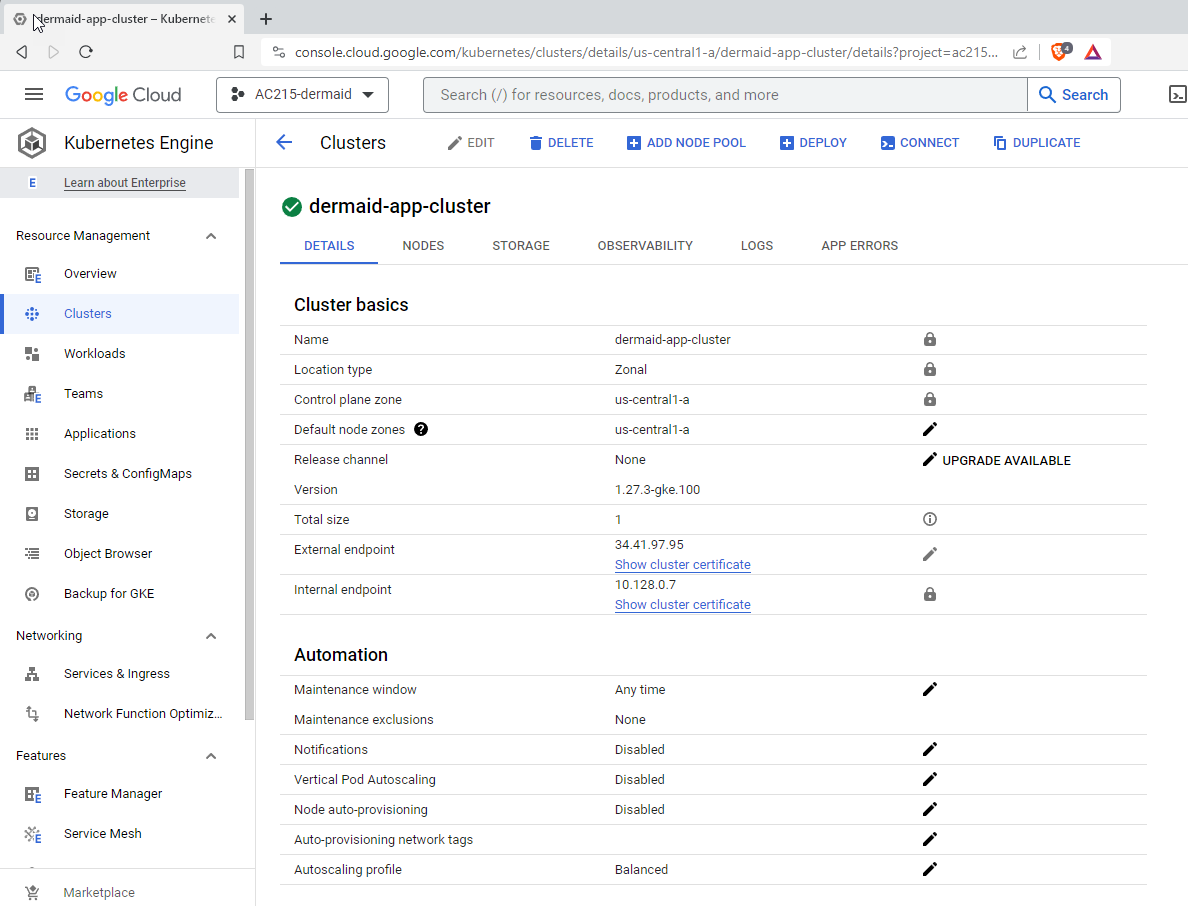 dermaid-app-cluster – Kubernete
console.cloud.google.com/kubernetes/clusters/details/us-central1-a/dermaid-app-cluster/details?project=ac215...
4
Google Cloud
AC215-dermaid
Search (/) for resources, docs, products, and more
Search
Kubernetes Engine
Clusters
EDIT
DELETE
ADD NODE POOL
DEPLOY
CONNECT
DUPLICATE
E Learn about Enterprise
Resource Management
Overview
Clusters
Workloads
Teams
Applications
Secrets & ConfigMaps
Storage
Object Browser
Backup for GKE
Networking
Services & Ingress
Network Function Optimiz...
Features
Feature Manager
Service Mesh
Marketplace
dermaid-app-cluster
DETAILS
NODES
STORAGE
OBSERVABILITY
LOGS
APP ERRORS
Cluster basics
Name dermaid-app-cluster
Location type Zonal
Control plane zone us-central1-a
Default node zones us-central1-a
Release channel None UPGRADE AVAILABLE
Version 1.27.3-gke.100
Total size 1
External endpoint 34.41.97.95
Show cluster certificate
Internal endpoint 10.128.0.7
Show cluster certificate
Automation
Maintenance window Any time
Maintenance exclusions None
Notifications Disabled
Vertical Pod Autoscaling Disabled
Node auto-provisioning Disabled
Auto-provisioning network tags
Autoscaling profile Balanced